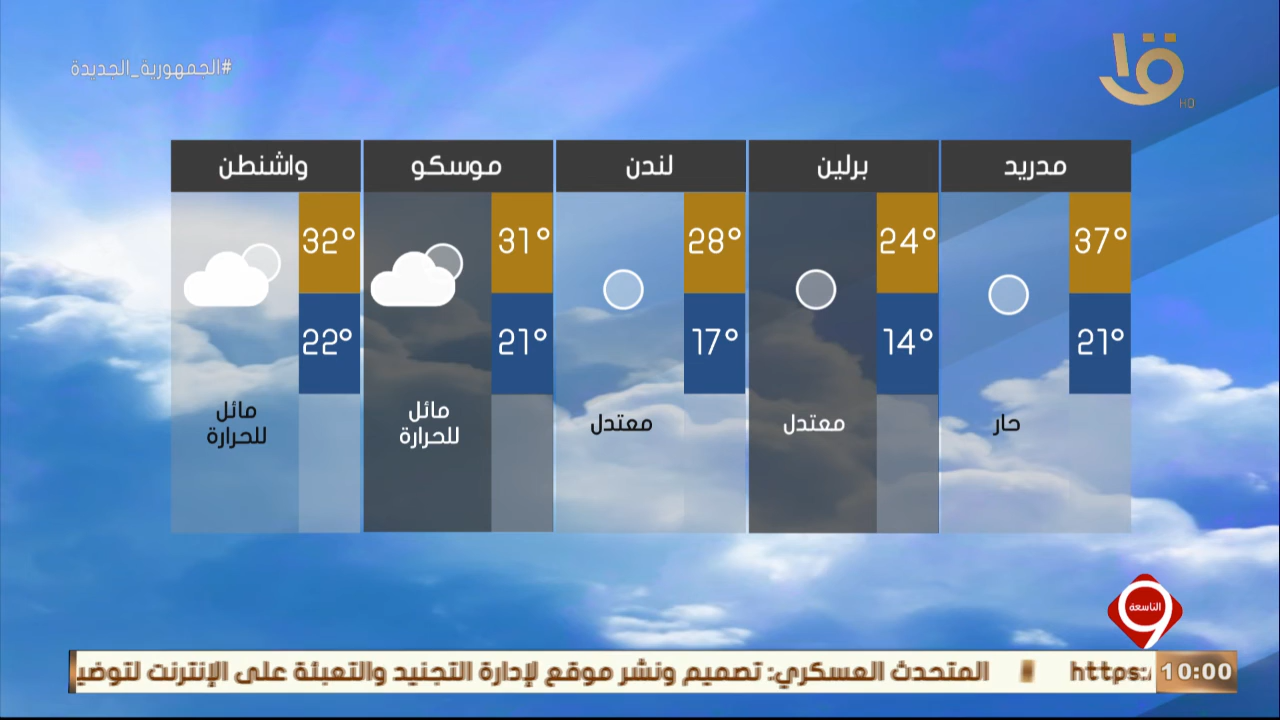 #الجمهورية_الجديدة
HD
مدريد
37°
21°
حار
برلين
24°
14°
معتدل
لندن
28°
17°
معتدل
موسكو
31°
21°
مائل
للحرارة
واشنطن
32°
22°
مائل
للحرارة
التاسعة
9
https:/
المتحدث العسكري: تصميم ونشر موقع لإدارة التجنيد والتعبئة على الإنترنت
10:00